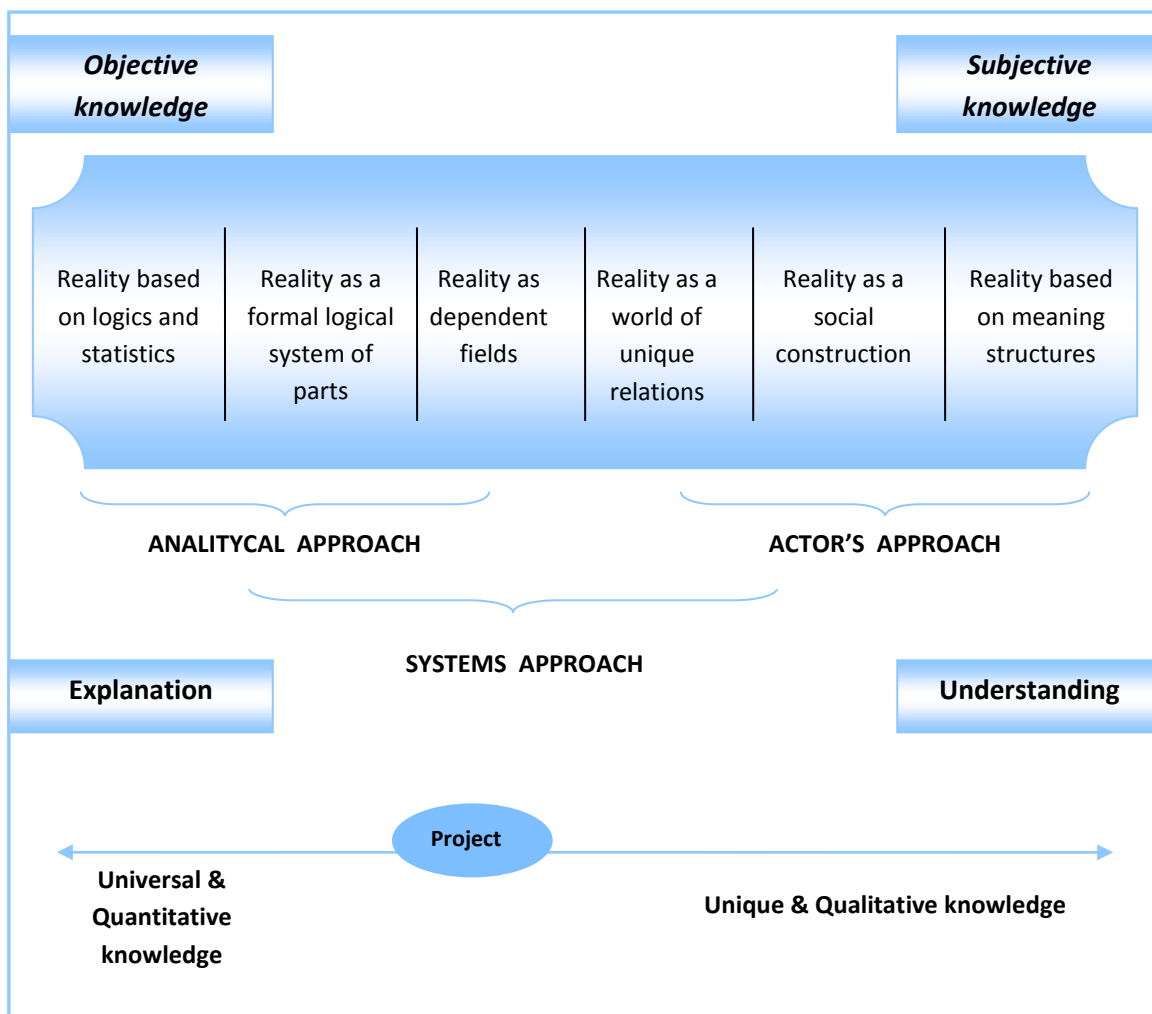 Objective
knowledge
Subjective
knowledge
Reality based
on logics and
statistics
Reality as a
formal logical
system of
parts
Reality as
dependent
fields
Reality as a
world of
unique
relations
Reality as a
social
construction
Reality based
on meaning
structures
ANALITYCAL APPROACH
ACTOR’S APPROACH
SYSTEMS APPROACH
Explanation
Understanding
Project
Universal &
Quantitative
knowledge
Unique & Qualitative knowledge